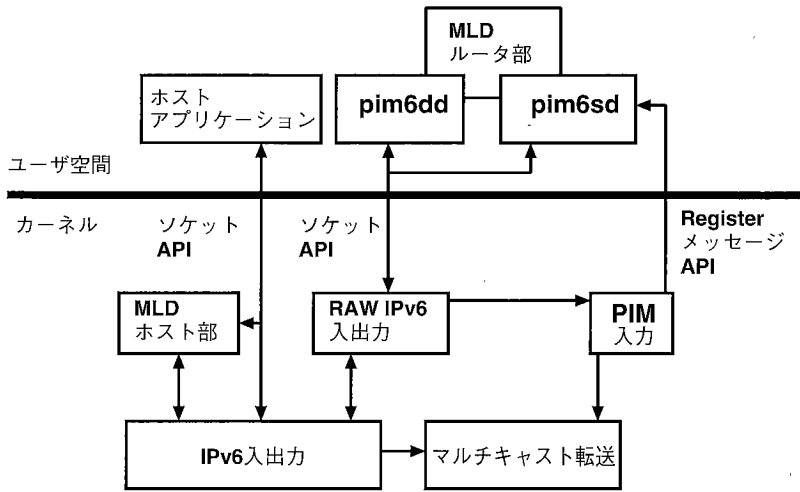 MLD
ルータ部
ホスト
アプリケーション
pim6dd
pim6sd
ユーザ空間
カーネル
ソケット
API
ソケット
API
Register
メッセージ
API
MLD
ホスト部
RAW IPv6
入出力
PIM
入力
IPv6入出力
マルチキャスト転送